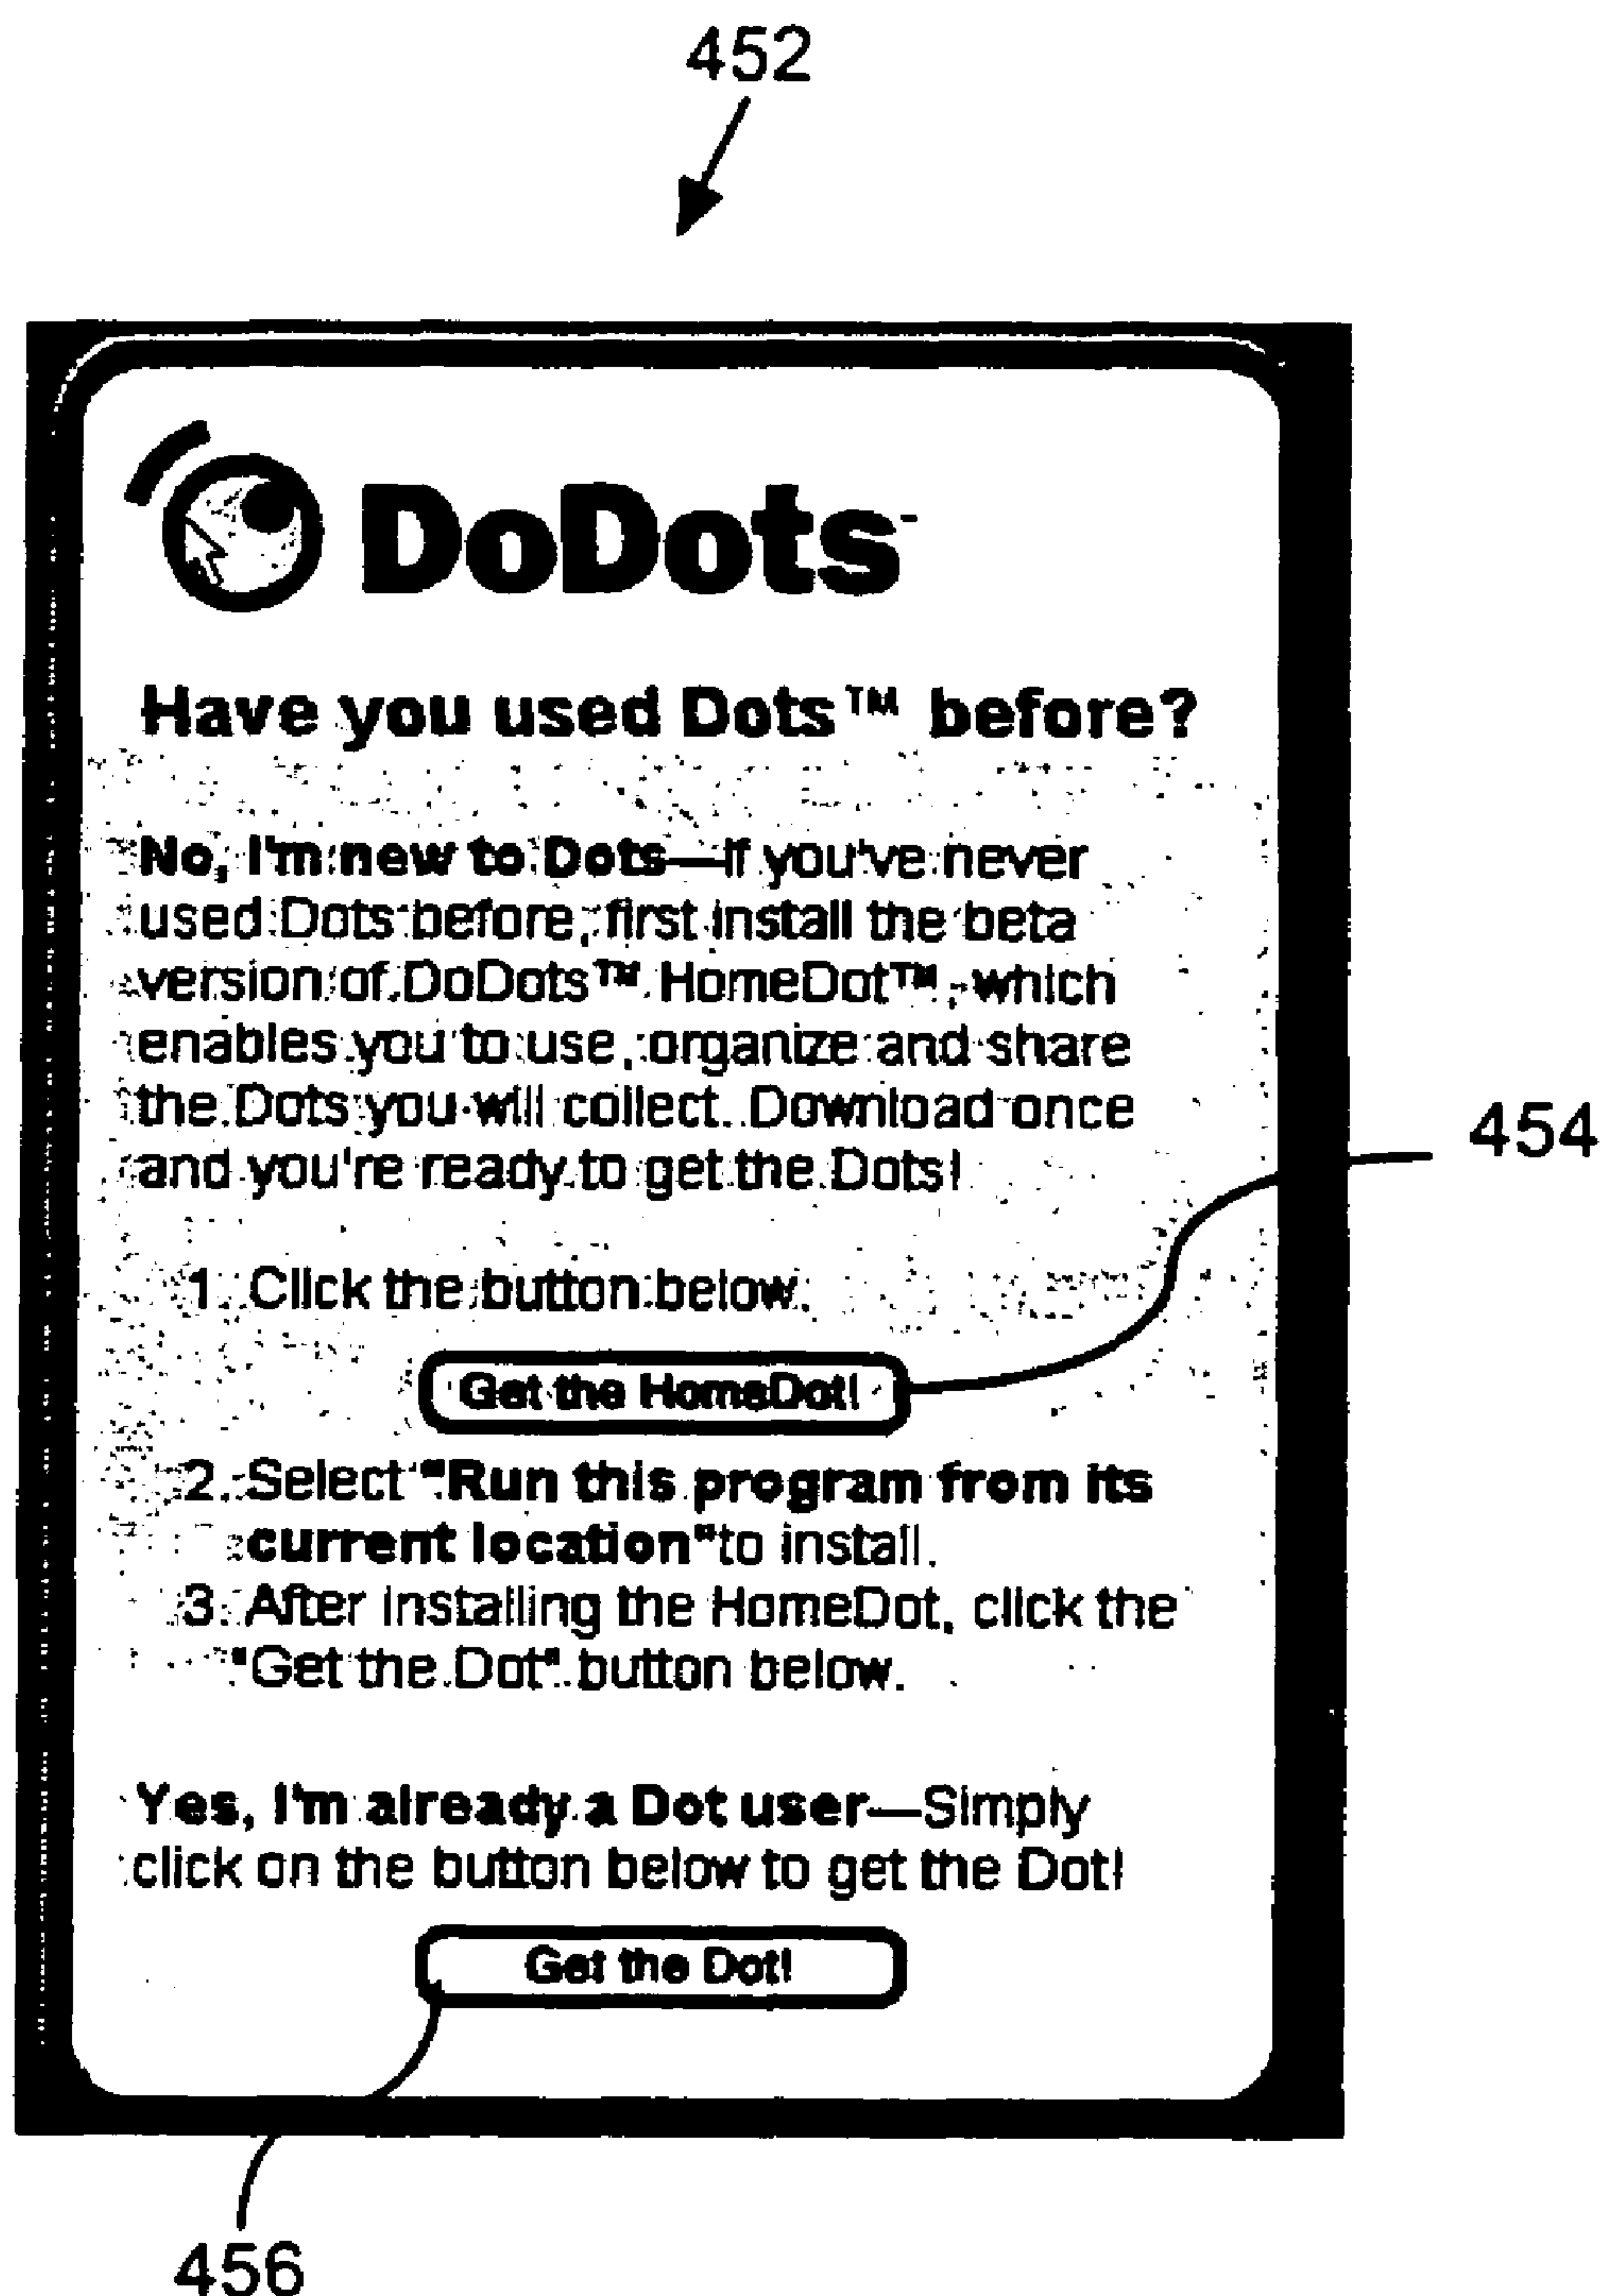 452
DoDots
Have you used Dots™ before?
No, I'm new to Dots—If you've never
used Dots before, first install the beta
version of DoDots™ HomeDot™, which
enables you to use, organize and share
the Dots you will collect. Download once
and you're ready to get the Dots!
454
1. Click the button below.
Get the HomeDot!
2. Select "Run this program from its
current location" to install.
3. After installing the HomeDot, click the
"Get the Dot" button below.
Yes, I'm already a Dot user—Simply
click on the button below to get the Dot!
Get the Dot!
456